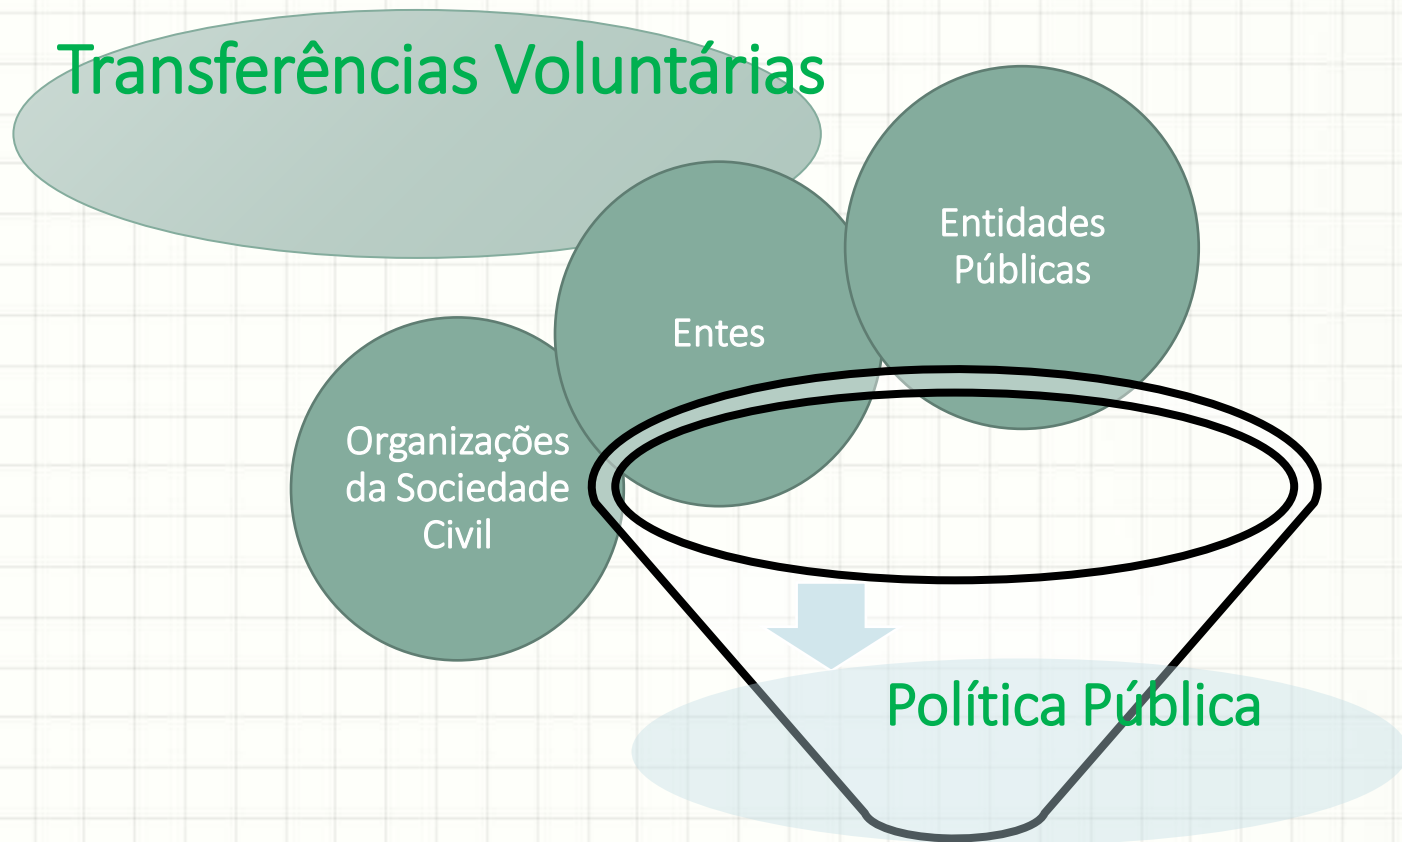 Transferências Voluntárias
Entidades
Públicas
Entes
Organizações
da Sociedade
Civil
Política Pública